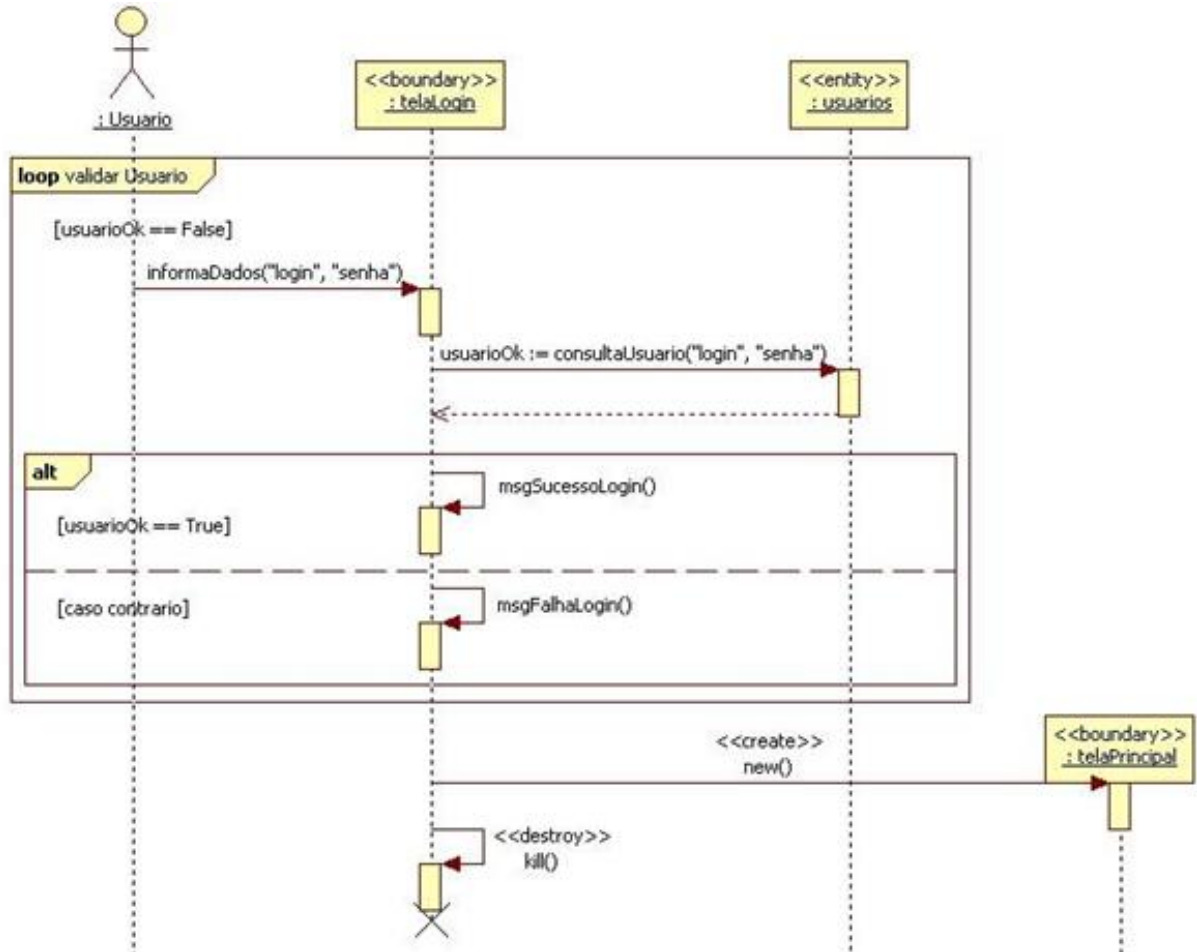 : Usuario
<<boundary>>
: telaLogin
<<entity>>
: usuarios
loop validar Usuario
[usuarioOk == False]
informaDados("login", "senha")
usuarioOk := consultaUsuario("login", "senha")
alt
msgSucessoLogin()
[usuarioOk == True]
[caso contrario]
msgFalhaLogin()
<<create>>
new()
<<boundary>>
: telaPrincipal
<<destroy>>
kill()